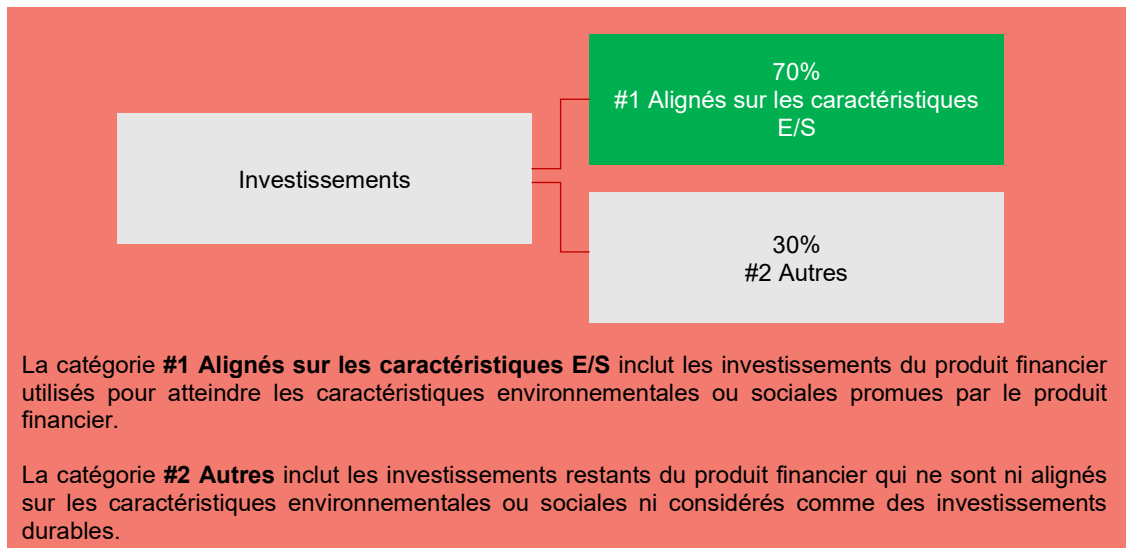 70%
#1 Alignés sur les caractéristiques
E/S
Investissements
30%
#2 Autres
La catégorie #1 Alignés sur les caractéristiques E/S inclut les investissements du produit financier
utilisés pour atteindre les caractéristiques environnementales ou sociales promues par le produit
financier.
La catégorie #2 Autres inclut les investissements restants du produit financier qui ne sont ni alignés
sur les caractéristiques environnementales ou sociales ni considérés comme des investissements
durables.